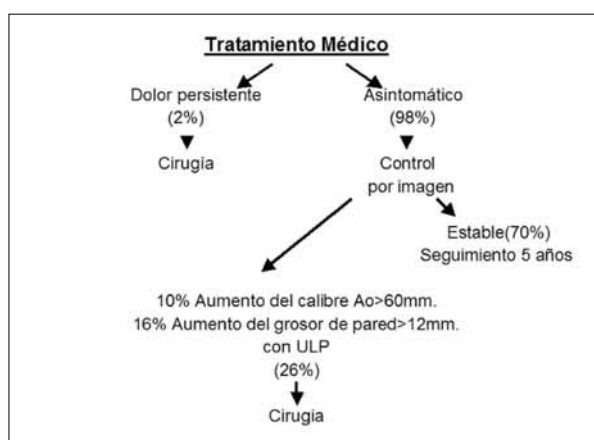 Tratamiento Médico
Dolor persistente
(2%)
Cirugía
Asintomático
(98%)
Control
por imagen
Estable(70%)
Seguimiento 5 años
10% Aumento del calibre Ao>60mm.
16% Aumento del grosor de pared>12mm.
con ULP
(26%)
Cirugia